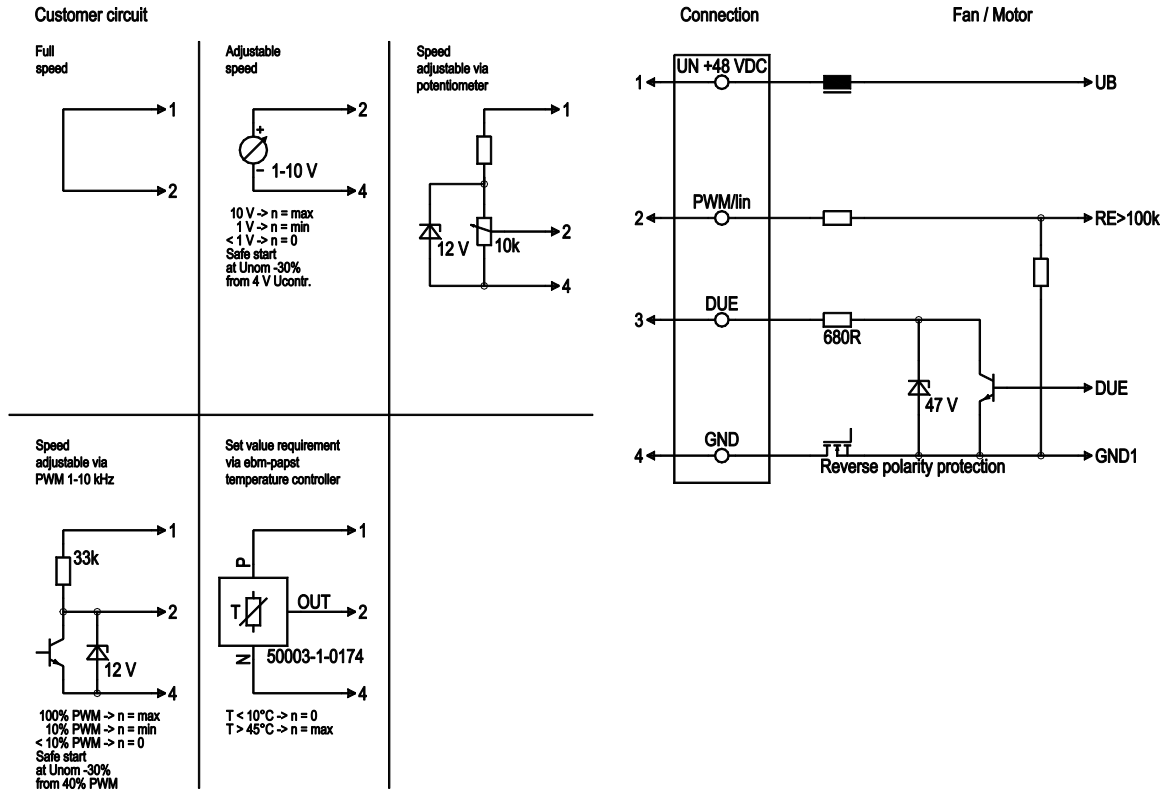 Customer circuit
Full
speed
1
2
Adjustable
speed
2
+
1-10 V
–
4
10 V -> n = max
1 V -> n = min
< 1 V -> n = 0
Safe start
at Unom -30%
from 4 V Ucontr.
Speed
adjustable via
potentiometer
1
2
12 V
10k
4
Speed
adjustable via
PWM 1-10 kHz
1
33k
2
12 V
4
100% PWM -> n = max
10% PWM -> n = min
< 10% PWM -> n = 0
Safe start
at Unom -30%
from 40% PWM
Set value requirement
via ebm-papst
temperature controller
1
P
T
OUT
2
N
50003-1-0174
4
T < 10°C -> n = 0
T > 45°C -> n = max
Connection
Fan / Motor
UN +48 VDC
1
UB
PWM/lin
2
RE>100k
DUE
3
680R
47 V
DUE
GND
4
GND1
Reverse polarity protection